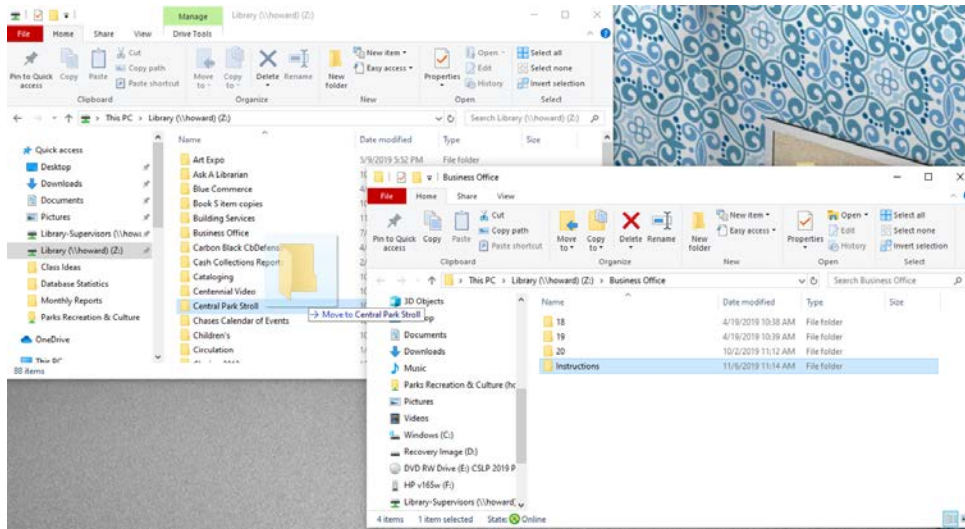 Manage Library (\\howard) (Z:)
File Home Share View Drive Tools
Pin to Quick access
Copy
Paste
Cut
Copy path
Paste shortcut
Clipboard
Move to
Copy to
Delete
Rename
Organize
New folder
New item
Easy access
New
Properties
Open
Edit
History
Open
Select all
Select none
Invert selection
Select
This PC › Library (\\howard) (Z:)
Search Library (\\howard) (Z:)
Quick access
Desktop
Downloads
Documents
Pictures
Library-Supervisors (\\howa
Library (\\howard) (Z:)
Class Ideas
Database Statistics
Monthly Reports
Parks Recreation & Culture
OneDrive
This PC
88 items
Name Date modified Type Size
Art Expo 5/9/2019 5:52 PM File folder
Ask A Librarian
Blue Commerce
Book S item copies
Building Services
Business Office
Carbon Black CbDefens
Cash Collections Report
Cataloging
Centennial Video
Central Park Stroll
→ Move to Central Park Stroll
Chases Calendar of Events
Children's
Circulation
Business Office
File Home Share View
Pin to Quick access
Copy
Paste
Cut
Copy path
Paste shortcut
Clipboard
Move to
Copy to
Delete
Rename
Organize
New folder
New item
Easy access
New
Properties
Open
Edit
History
Open
Select all
Select none
Invert selection
Select
This PC › Library (\\howard) (Z:) › Business Office
Search Business Office
3D Objects
Documents
Downloads
Music
Parks Recreation & Culture (hc
Pictures
Videos
Windows (C:)
Recovery Image (D:)
DVD RW Drive (E:) CSLP 2019 P
HP v165w (F:)
Library-Supervisors (\\howard)
Name Date modified Type Size
18 4/19/2019 10:38 AM File folder
19 4/19/2019 10:39 AM File folder
20 10/2/2019 11:12 AM File folder
Instructions 11/6/2019 11:14 AM File folder
4 items 1 item selected State: Online